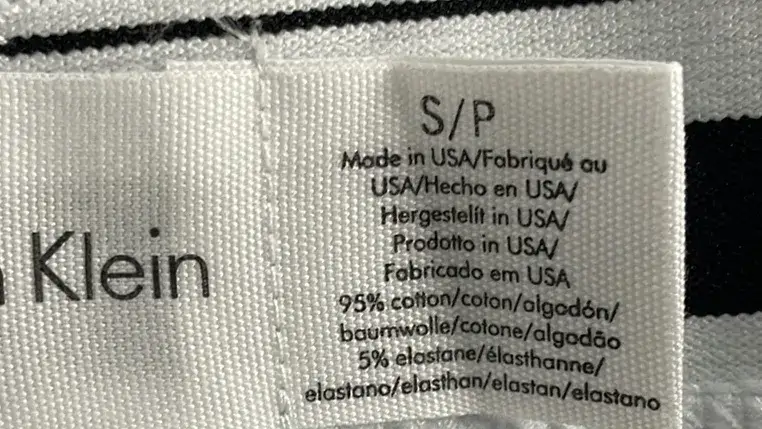 Klein
S/P
Made in USA/Fabriqué au
USA/Hecho en USA/
Hergestellt in USA/
Prodotto in USA/
Fabricado em USA
95% cotton/coton/algodón/
baumwolle/cotone/algodão
5% elastane/élasthanne/
elastano/elasthan/elastan/elastano